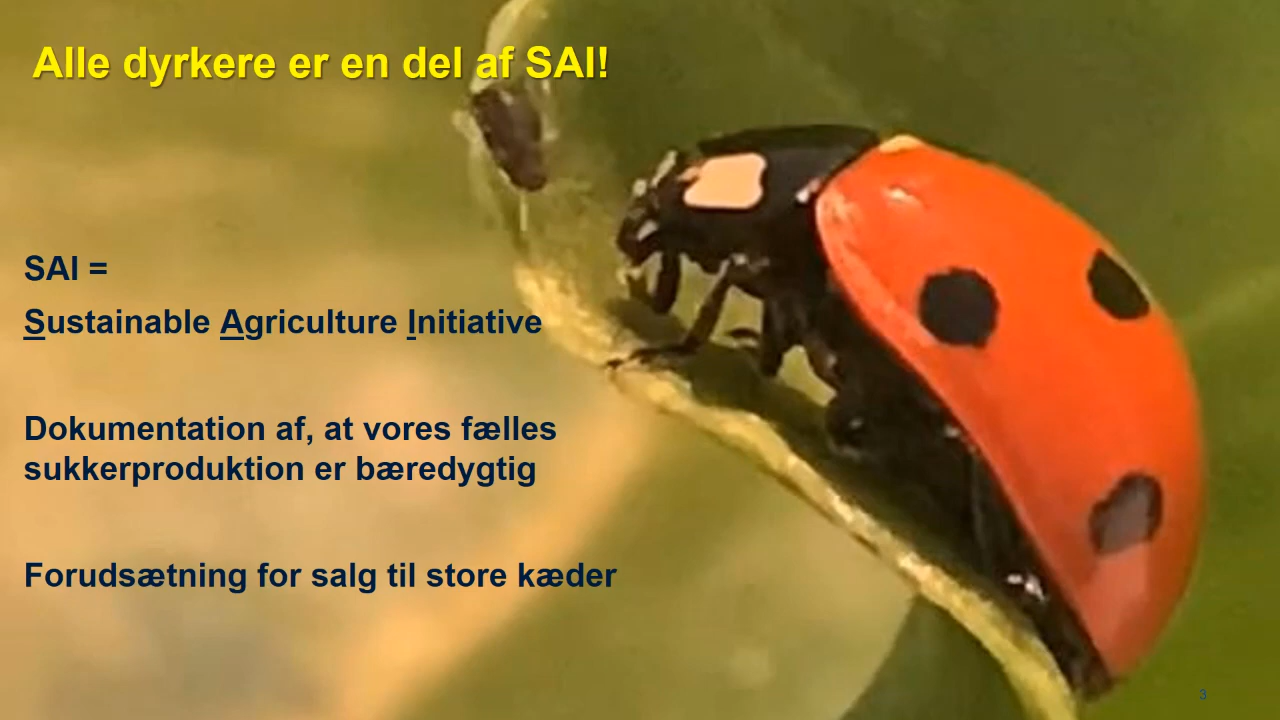 Alle dyrkere er en del af SAI!
SAI =
Sustainable Agriculture Initiative
Dokumentation af, at vores fælles
sukkerproduktion er bæredygtig
Forudsætning for salg til store kæder
3